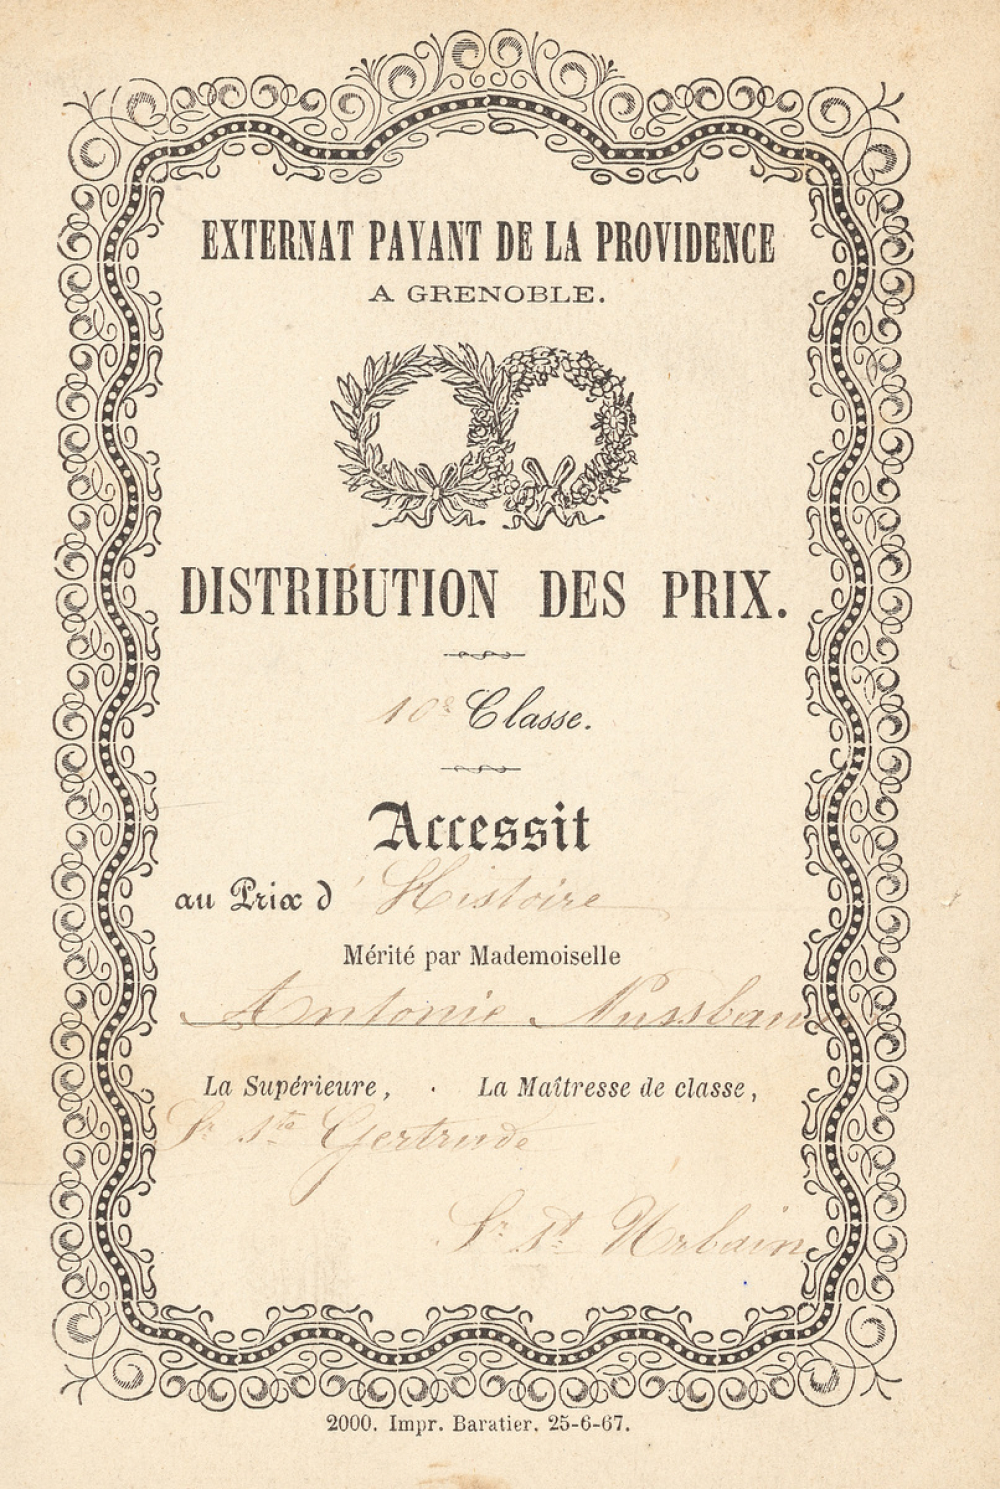 EXTERNAT PAYANT DE LA PROVIDENCE
A GRENOBLE.
DISTRIBUTION DES PRIX.
10e Classe.
Accessit
au Prix d'Histoire
Mérité par Mademoiselle
Antonie Nussbaum
La Supérieure, La Maîtresse de classe,
Sr Ste Gertrude
Sr St Urbain
2000. Impr. Baratier. 25-6-67.